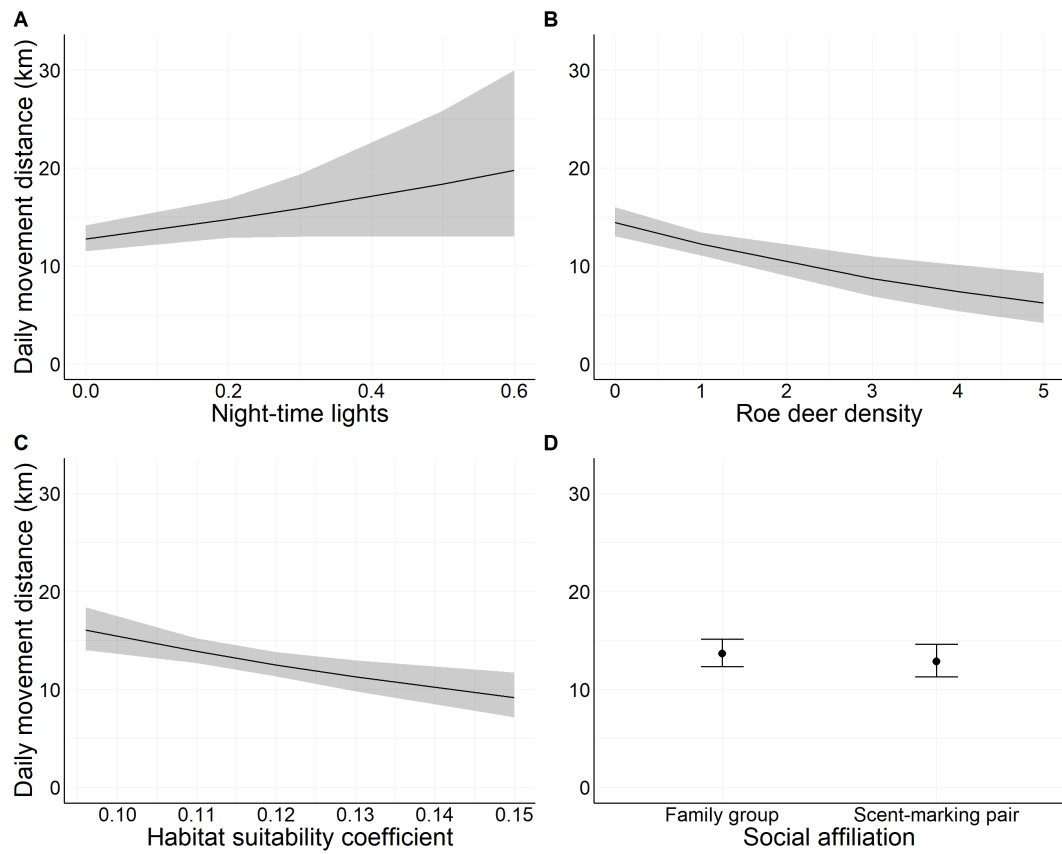 A
Daily movement distance (km)
30
20
10
0
0.0 0.2 0.4 0.6
Night-time lights
B
30
20
10
0
0 1 2 3 4 5
Roe deer density
C
Daily movement distance (km)
30
20
10
0
0.10 0.11 0.12 0.13 0.14 0.15
Habitat suitability coefficient
D
30
20
10
0
Family group Scent-marking pair
Social affiliation